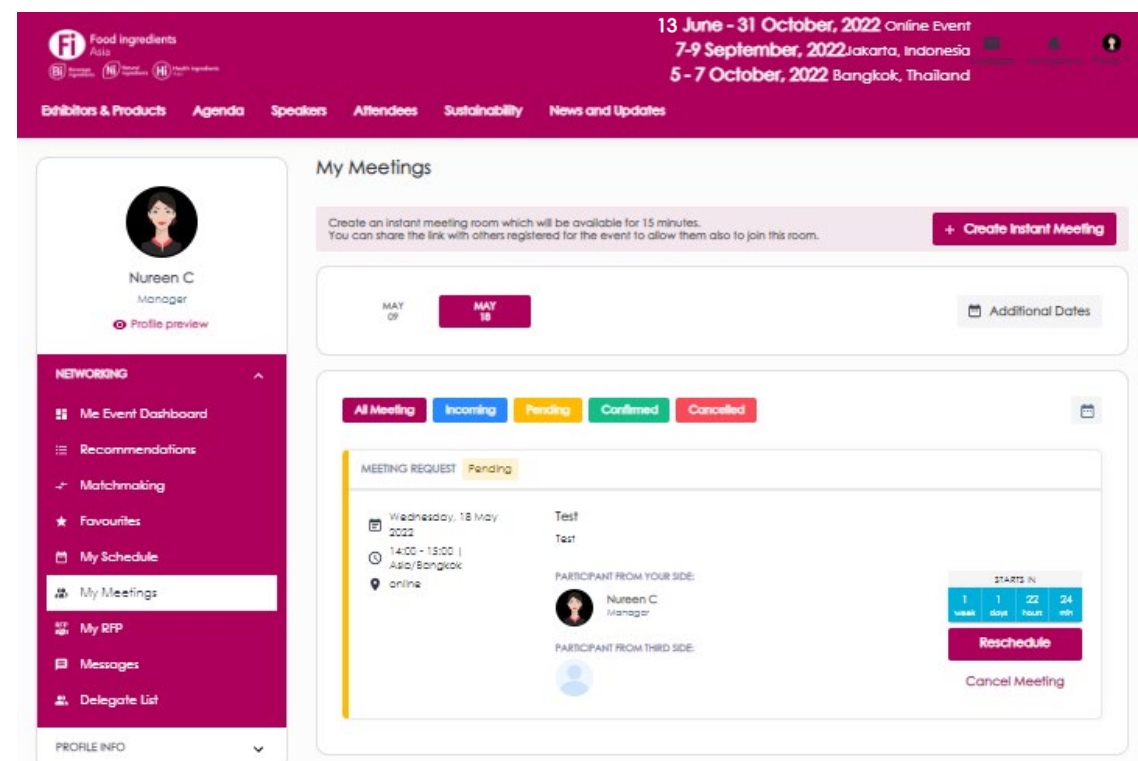 Fi Food ingredients
Asia
Bi Ni Hi
13 June - 31 October, 2022 Online Event
7-9 September, 2022 Jakarta, Indonesia
5 - 7 October, 2022 Bangkok, Thailand
Exhibitors & Products Agenda Speakers Attendees Sustainability News and Updates
Nureen C
Manager
Profile preview
NETWORKING
Me Event Dashboard
Recommendations
Matchmaking
Favourites
My Schedule
My Meetings
My RFP
Messages
Delegate List
PROFILE INFO
My Meetings
Create an instant meeting room which will be available for 15 minutes.
You can share the link with others registered for the event to allow them also to join this room.
+ Create Instant Meeting
MAY
09
MAY
18
Additional Dates
All Meeting Incoming Pending Confirmed Cancelled
MEETING REQUEST Pending
Wednesday, 18 May
2022
14:00 - 15:00 |
Asia/Bangkok
online
Test
Test
PARTICIPANT FROM YOUR SIDE:
Nureen C
Manager
PARTICIPANT FROM THIRD SIDE:
STARTS IN
1 1 22 24
week days hours min
Reschedule
Cancel Meeting